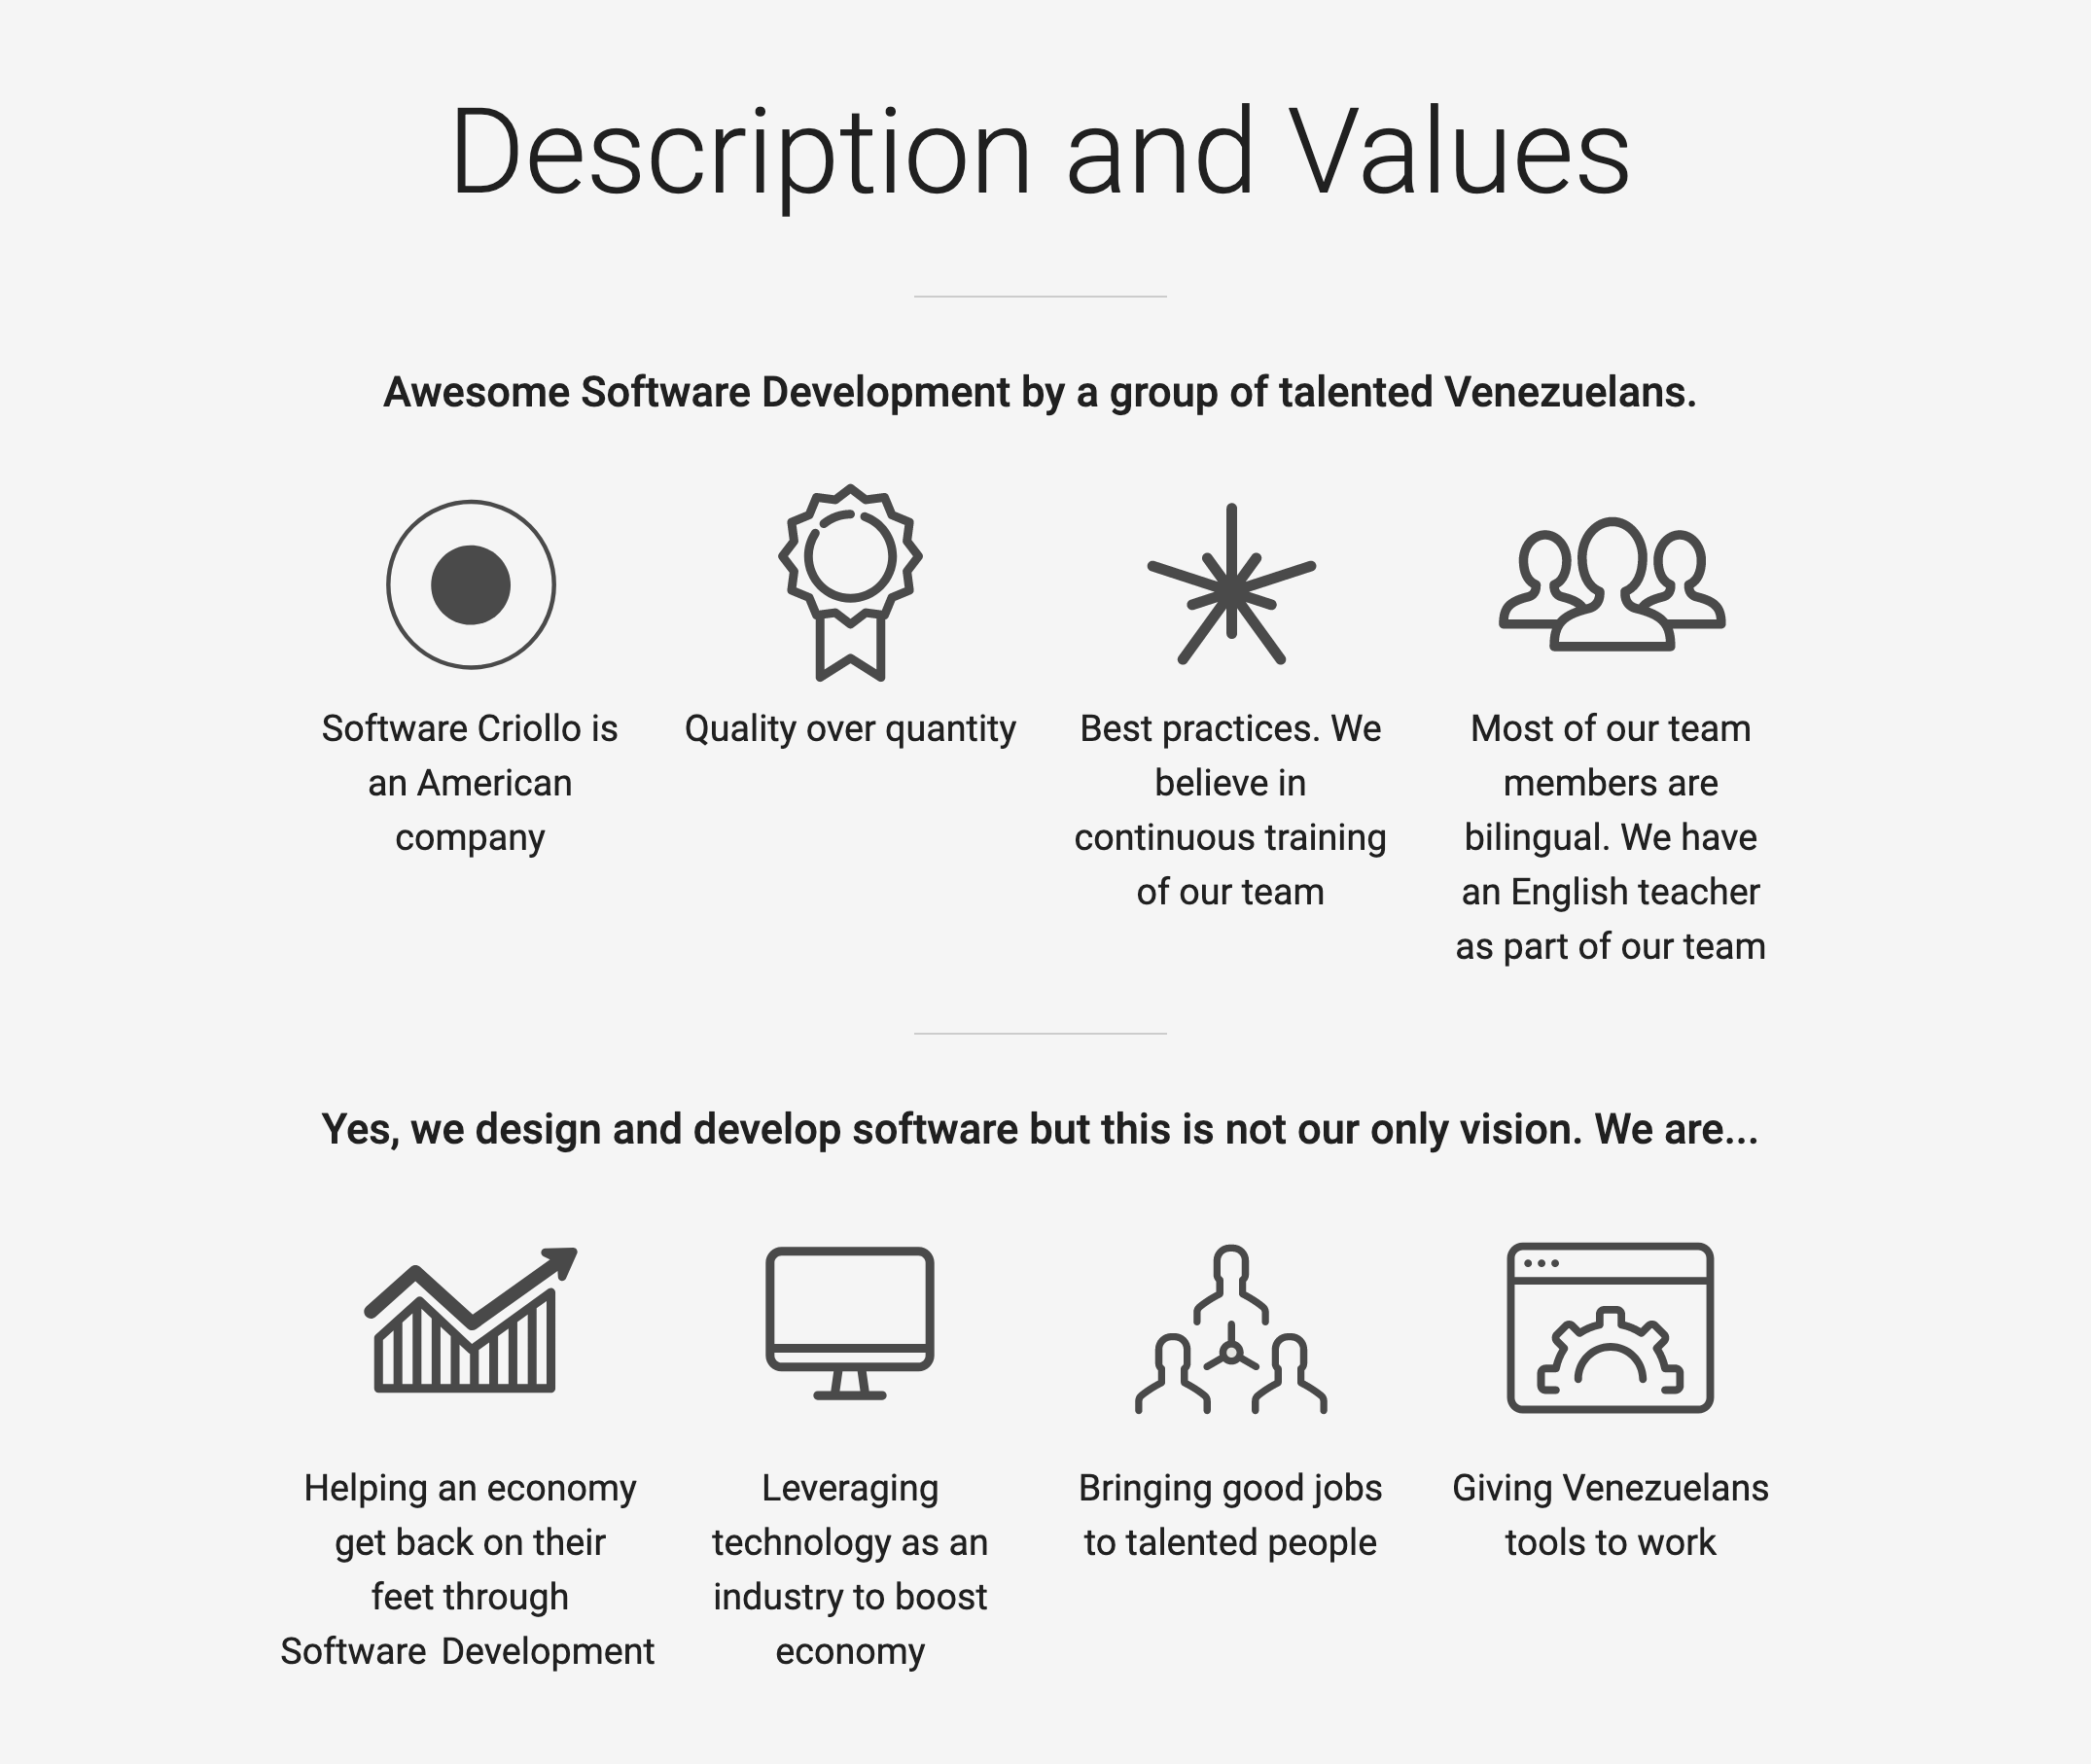 Description and Values
Awesome Software Development by a group of talented Venezuelans.
Software Criollo is
an American
company
Quality over quantity
Best practices. We
believe in
continuous training
of our team
Most of our team
members are
bilingual. We have
an English teacher
as part of our team
Yes, we design and develop software but this is not our only vision. We are...
Helping an economy
get back on their
feet through
Software Development
Leveraging
technology as an
industry to boost
economy
Bringing good jobs
to talented people
Giving Venezuelans
tools to work